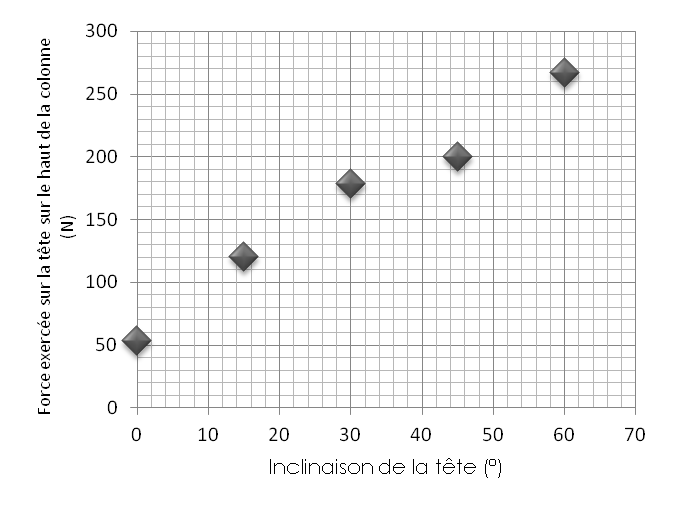 Force exercée sur la tête sur le haut de la colonne
(N)
300
250
200
150
100
50
0
0 10 20 30 40 50 60 70
Inclinaison de la tête (°)